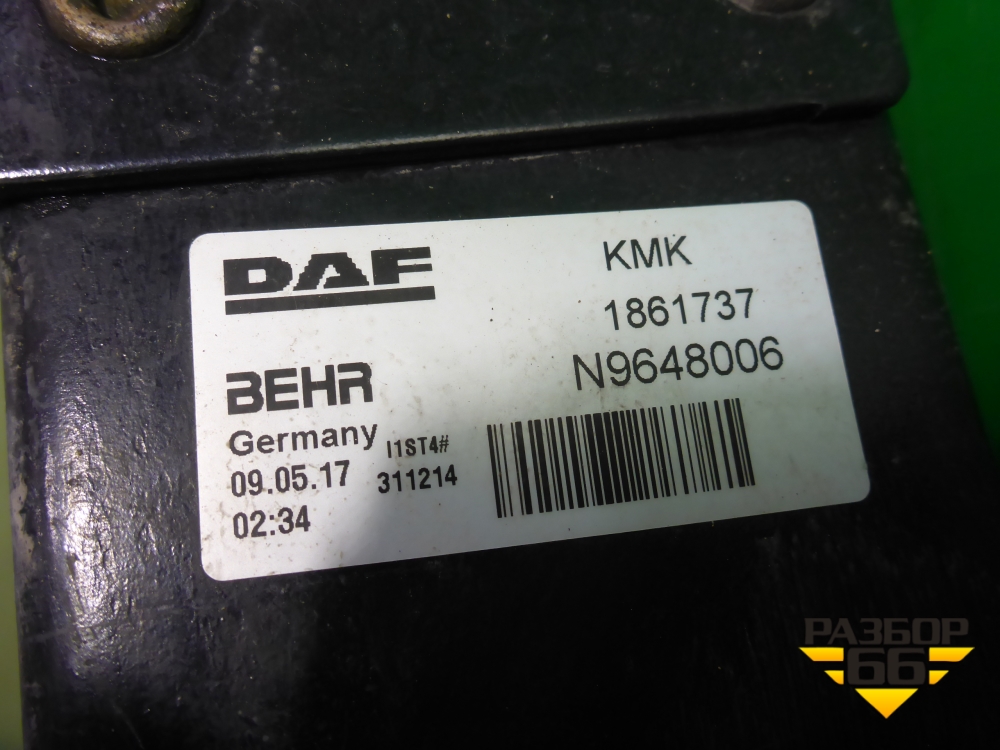 DAF
KMK
1861737
BEHR
N9648006
Germany I1ST4#
09.05.17 311214
02:34
РАЗБОР
66